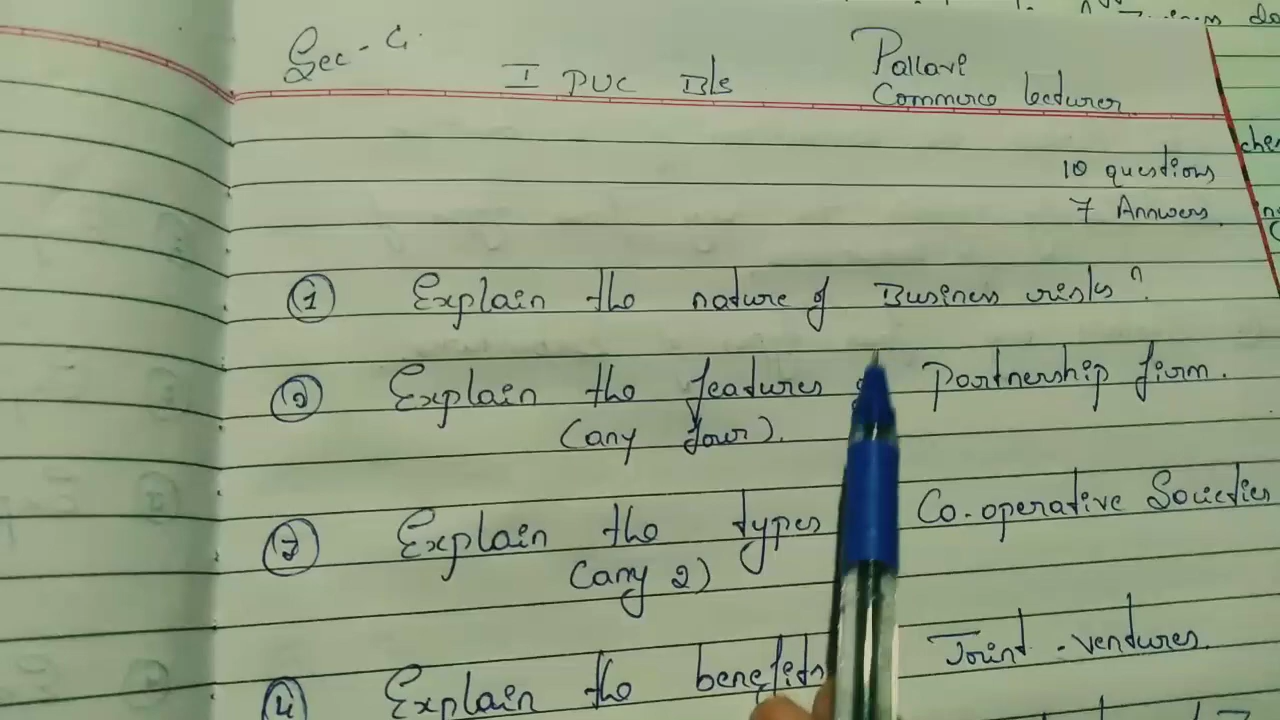 Sec - C.
I PUC B/s
Pallavi
Commerce lecturer
10 questions
7 Answers
① Explain the nature of Business risks?
② Explain the features of Partnership firm.
(any four).
③ Explain the types Co-operative Societies
(any 2)
④ Explain the benefits Joint - ventures.